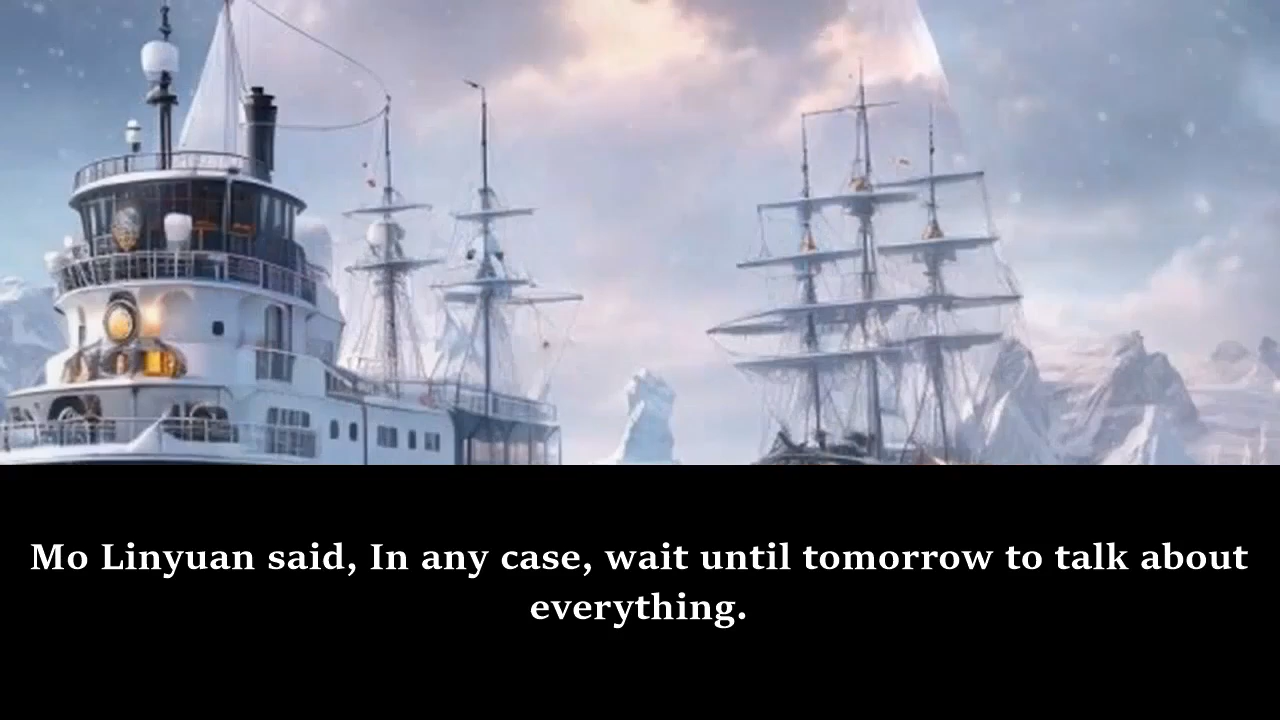 Mo Linyuan said, In any case, wait until tomorrow to talk about
everything.